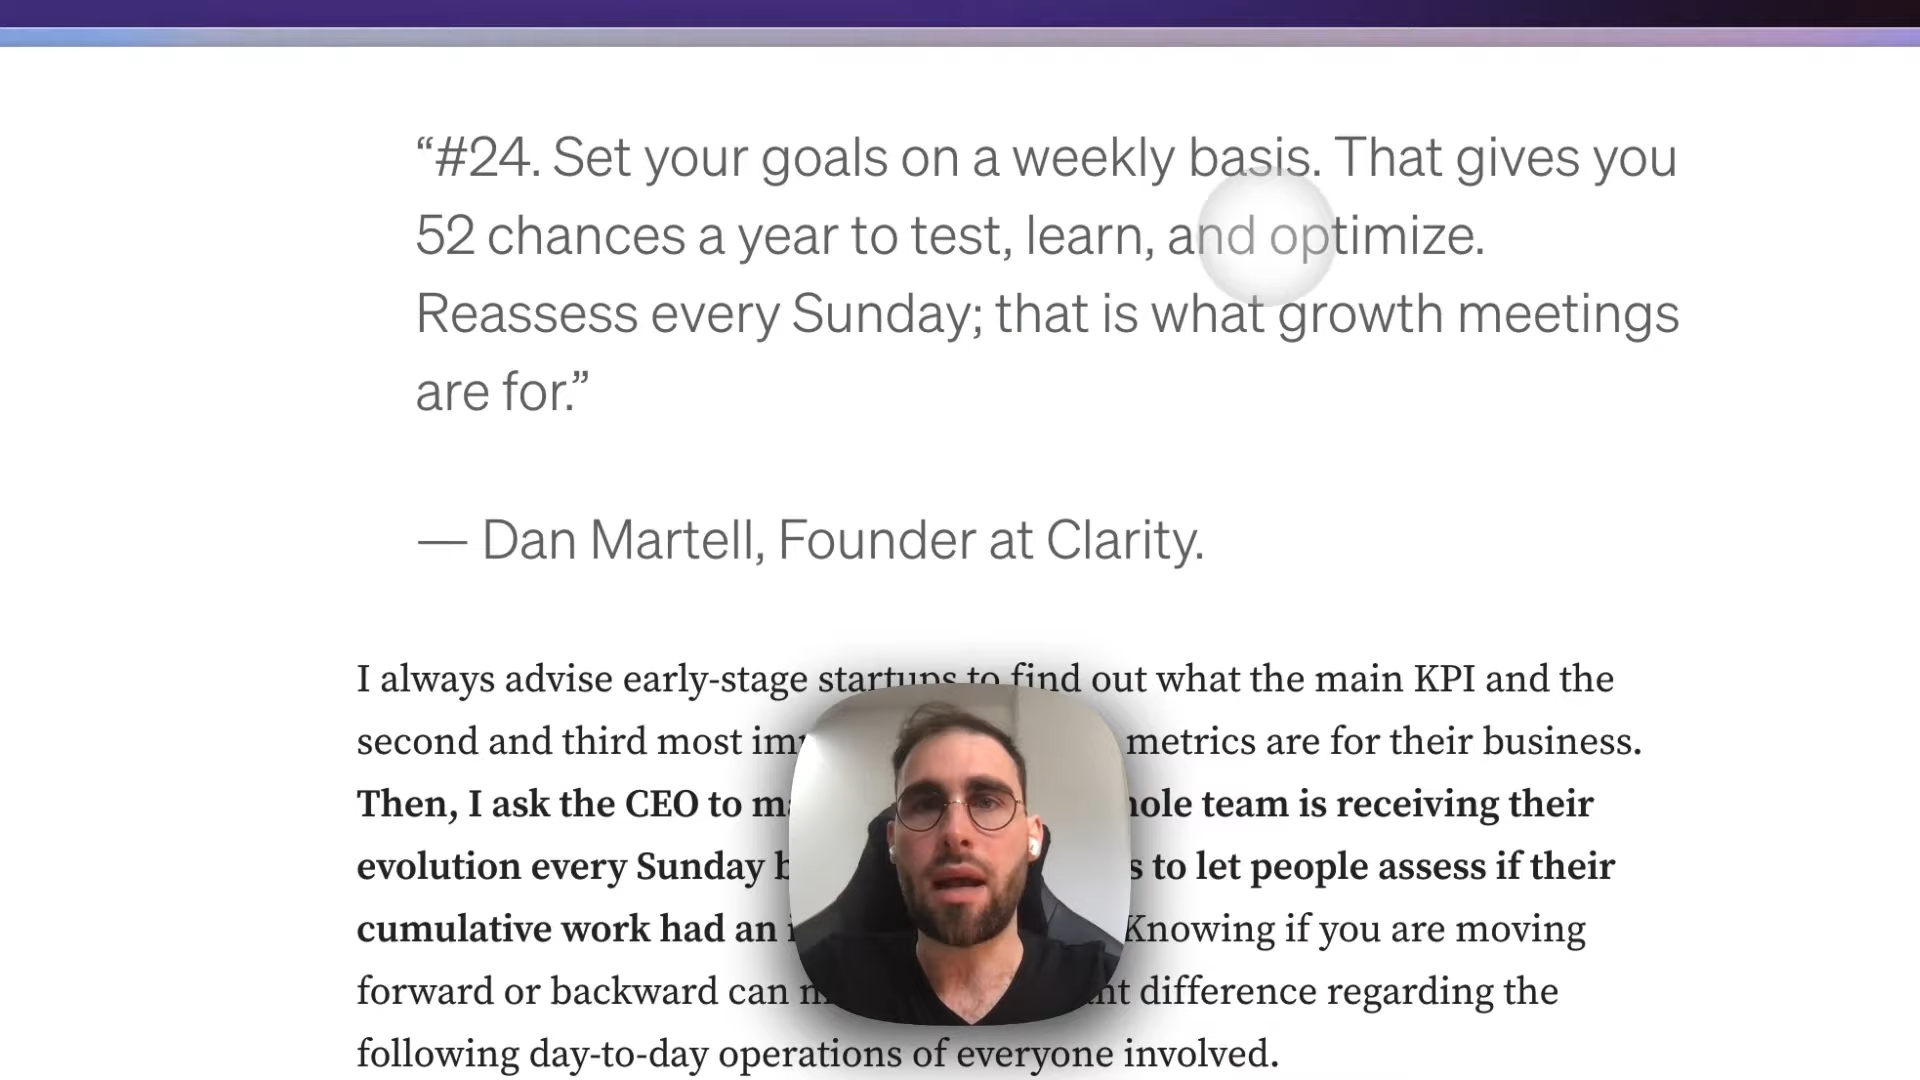 “#24. Set your goals on a weekly basis. That gives you
52 chances a year to test, learn, and optimize.
Reassess every Sunday; that is what growth meetings
are for.”
— Dan Martell, Founder at Clarity.
I always advise early-stage startups to find out what the main KPI and the
second and third most metrics are for their business.
Then, I ask the CEO to team is receiving their
evolution every Sunday to let people assess if their
cumulative work had an Knowing if you are moving
forward or backward can difference regarding the
following day-to-day operations of everyone involved.